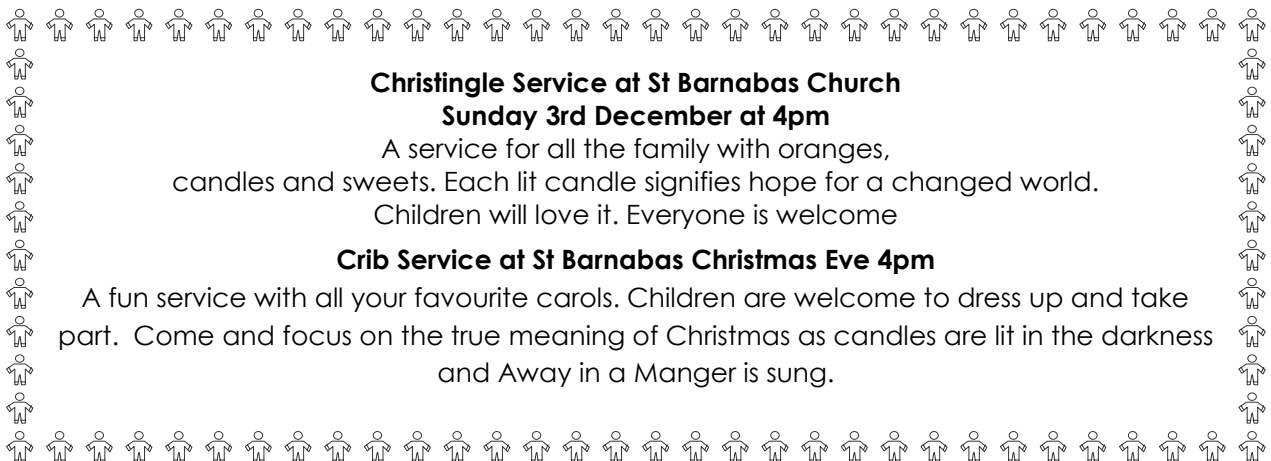 Christingle Service at St Barnabas Church
Sunday 3rd December at 4pm
A service for all the family with oranges,
candles and sweets. Each lit candle signifies hope for a changed world.
Children will love it. Everyone is welcome
Crib Service at St Barnabas Christmas Eve 4pm
A fun service with all your favourite carols. Children are welcome to dress up and take
part.  Come and focus on the true meaning of Christmas as candles are lit in the darkness
and Away in a Manger is sung.